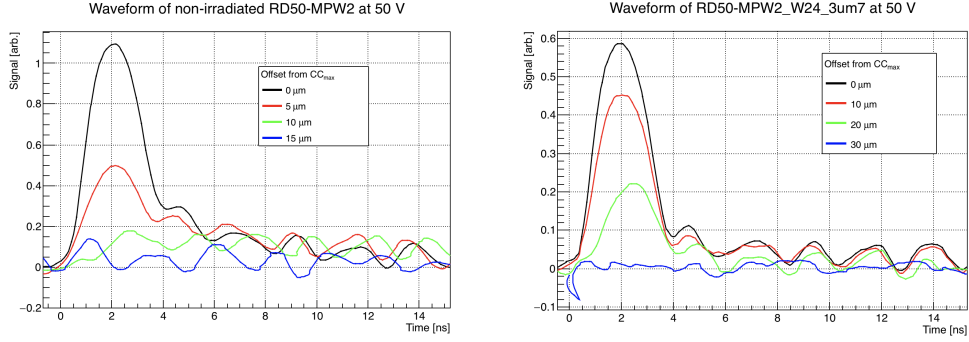 Waveform of non-irradiated RD50-MPW2 at 50 V
Signal [arb.]
1
0.8
0.6
0.4
0.2
0
−0.2
Offset from CCmax
0 μm
5 μm
10 μm
15 μm
0 2 4 6 8 10 12 14
Time [ns]
Waveform of RD50-MPW2_W24_3um7 at 50 V
Signal [arb.]
0.6
0.5
0.4
0.3
0.2
0.1
0
−0.1
Offset from CCmax
0 μm
10 μm
20 μm
30 μm
0 2 4 6 8 10 12 14
Time [ns]